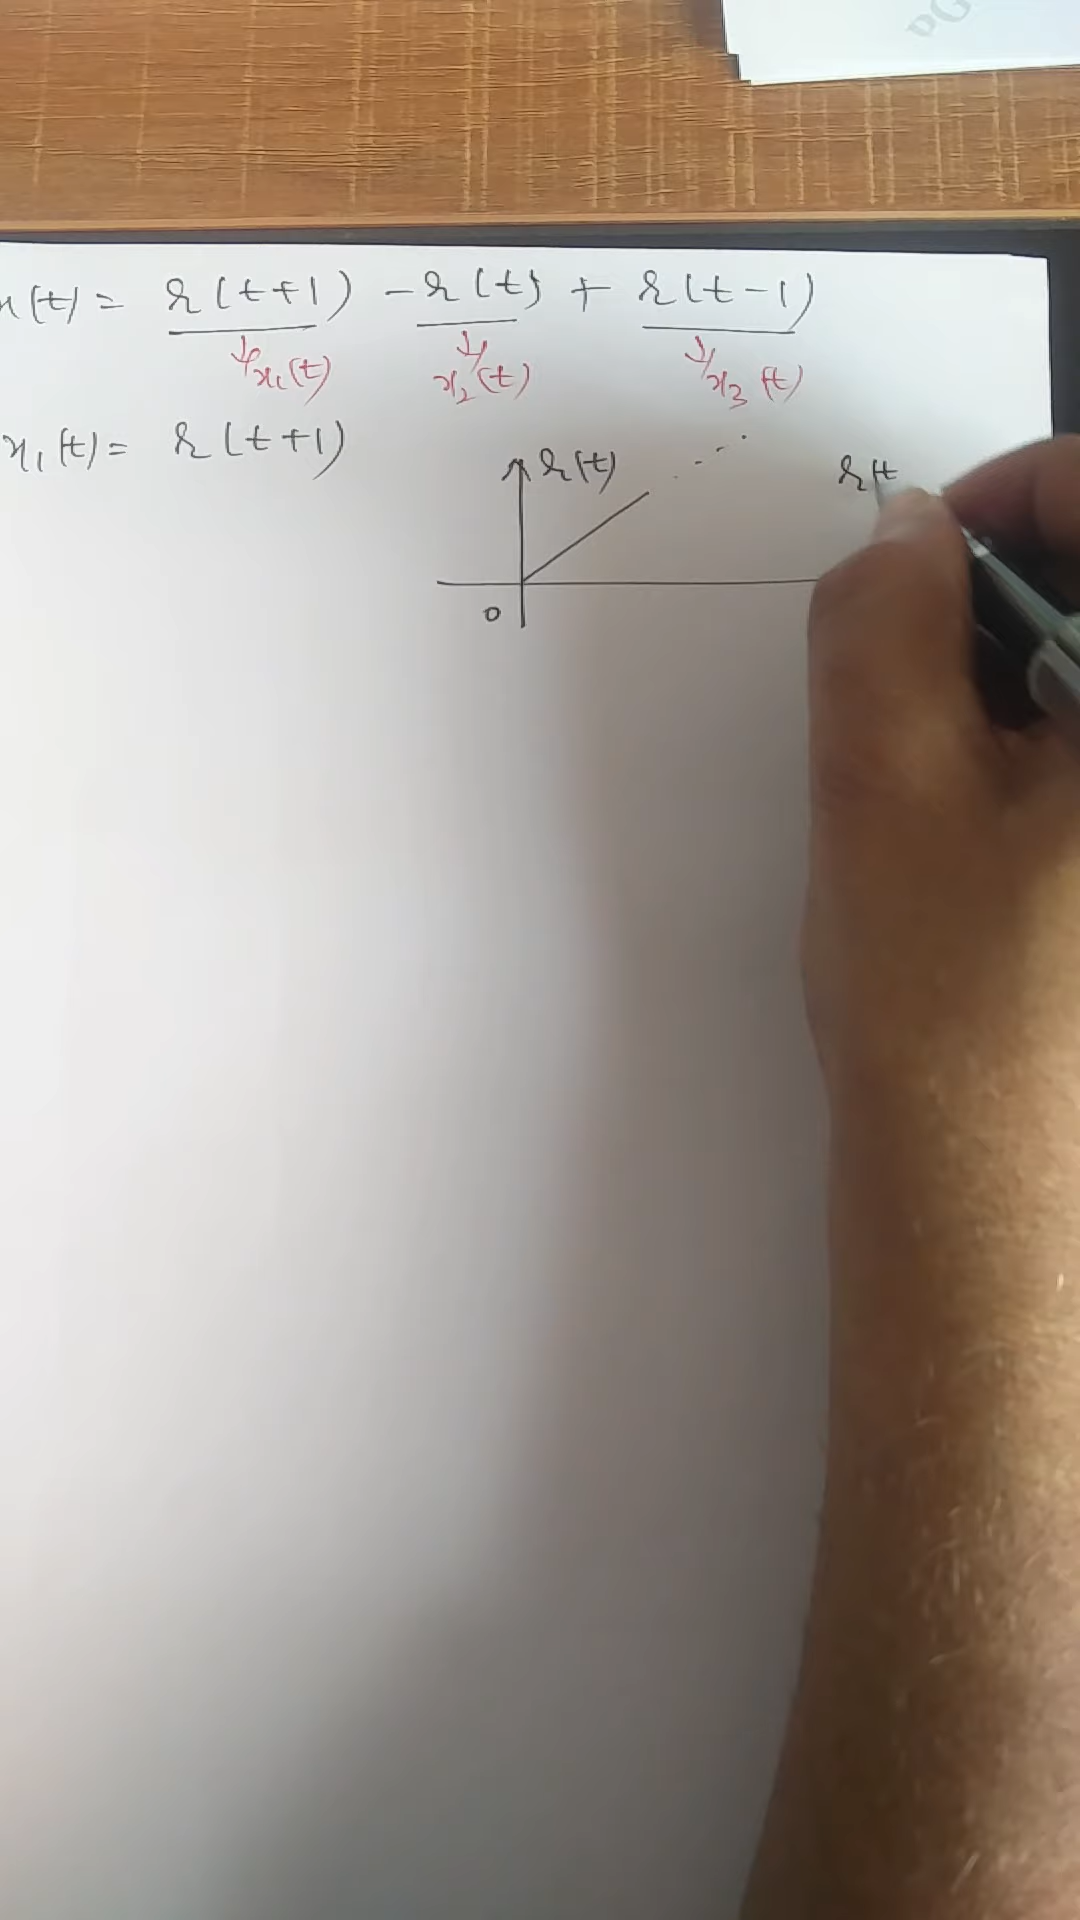 x(t) = r(t+1) - r(t) + r(t-1)
x1(t) x2(t) x3(t)
x1(t) = r(t+1)
r(t)
r(t
0